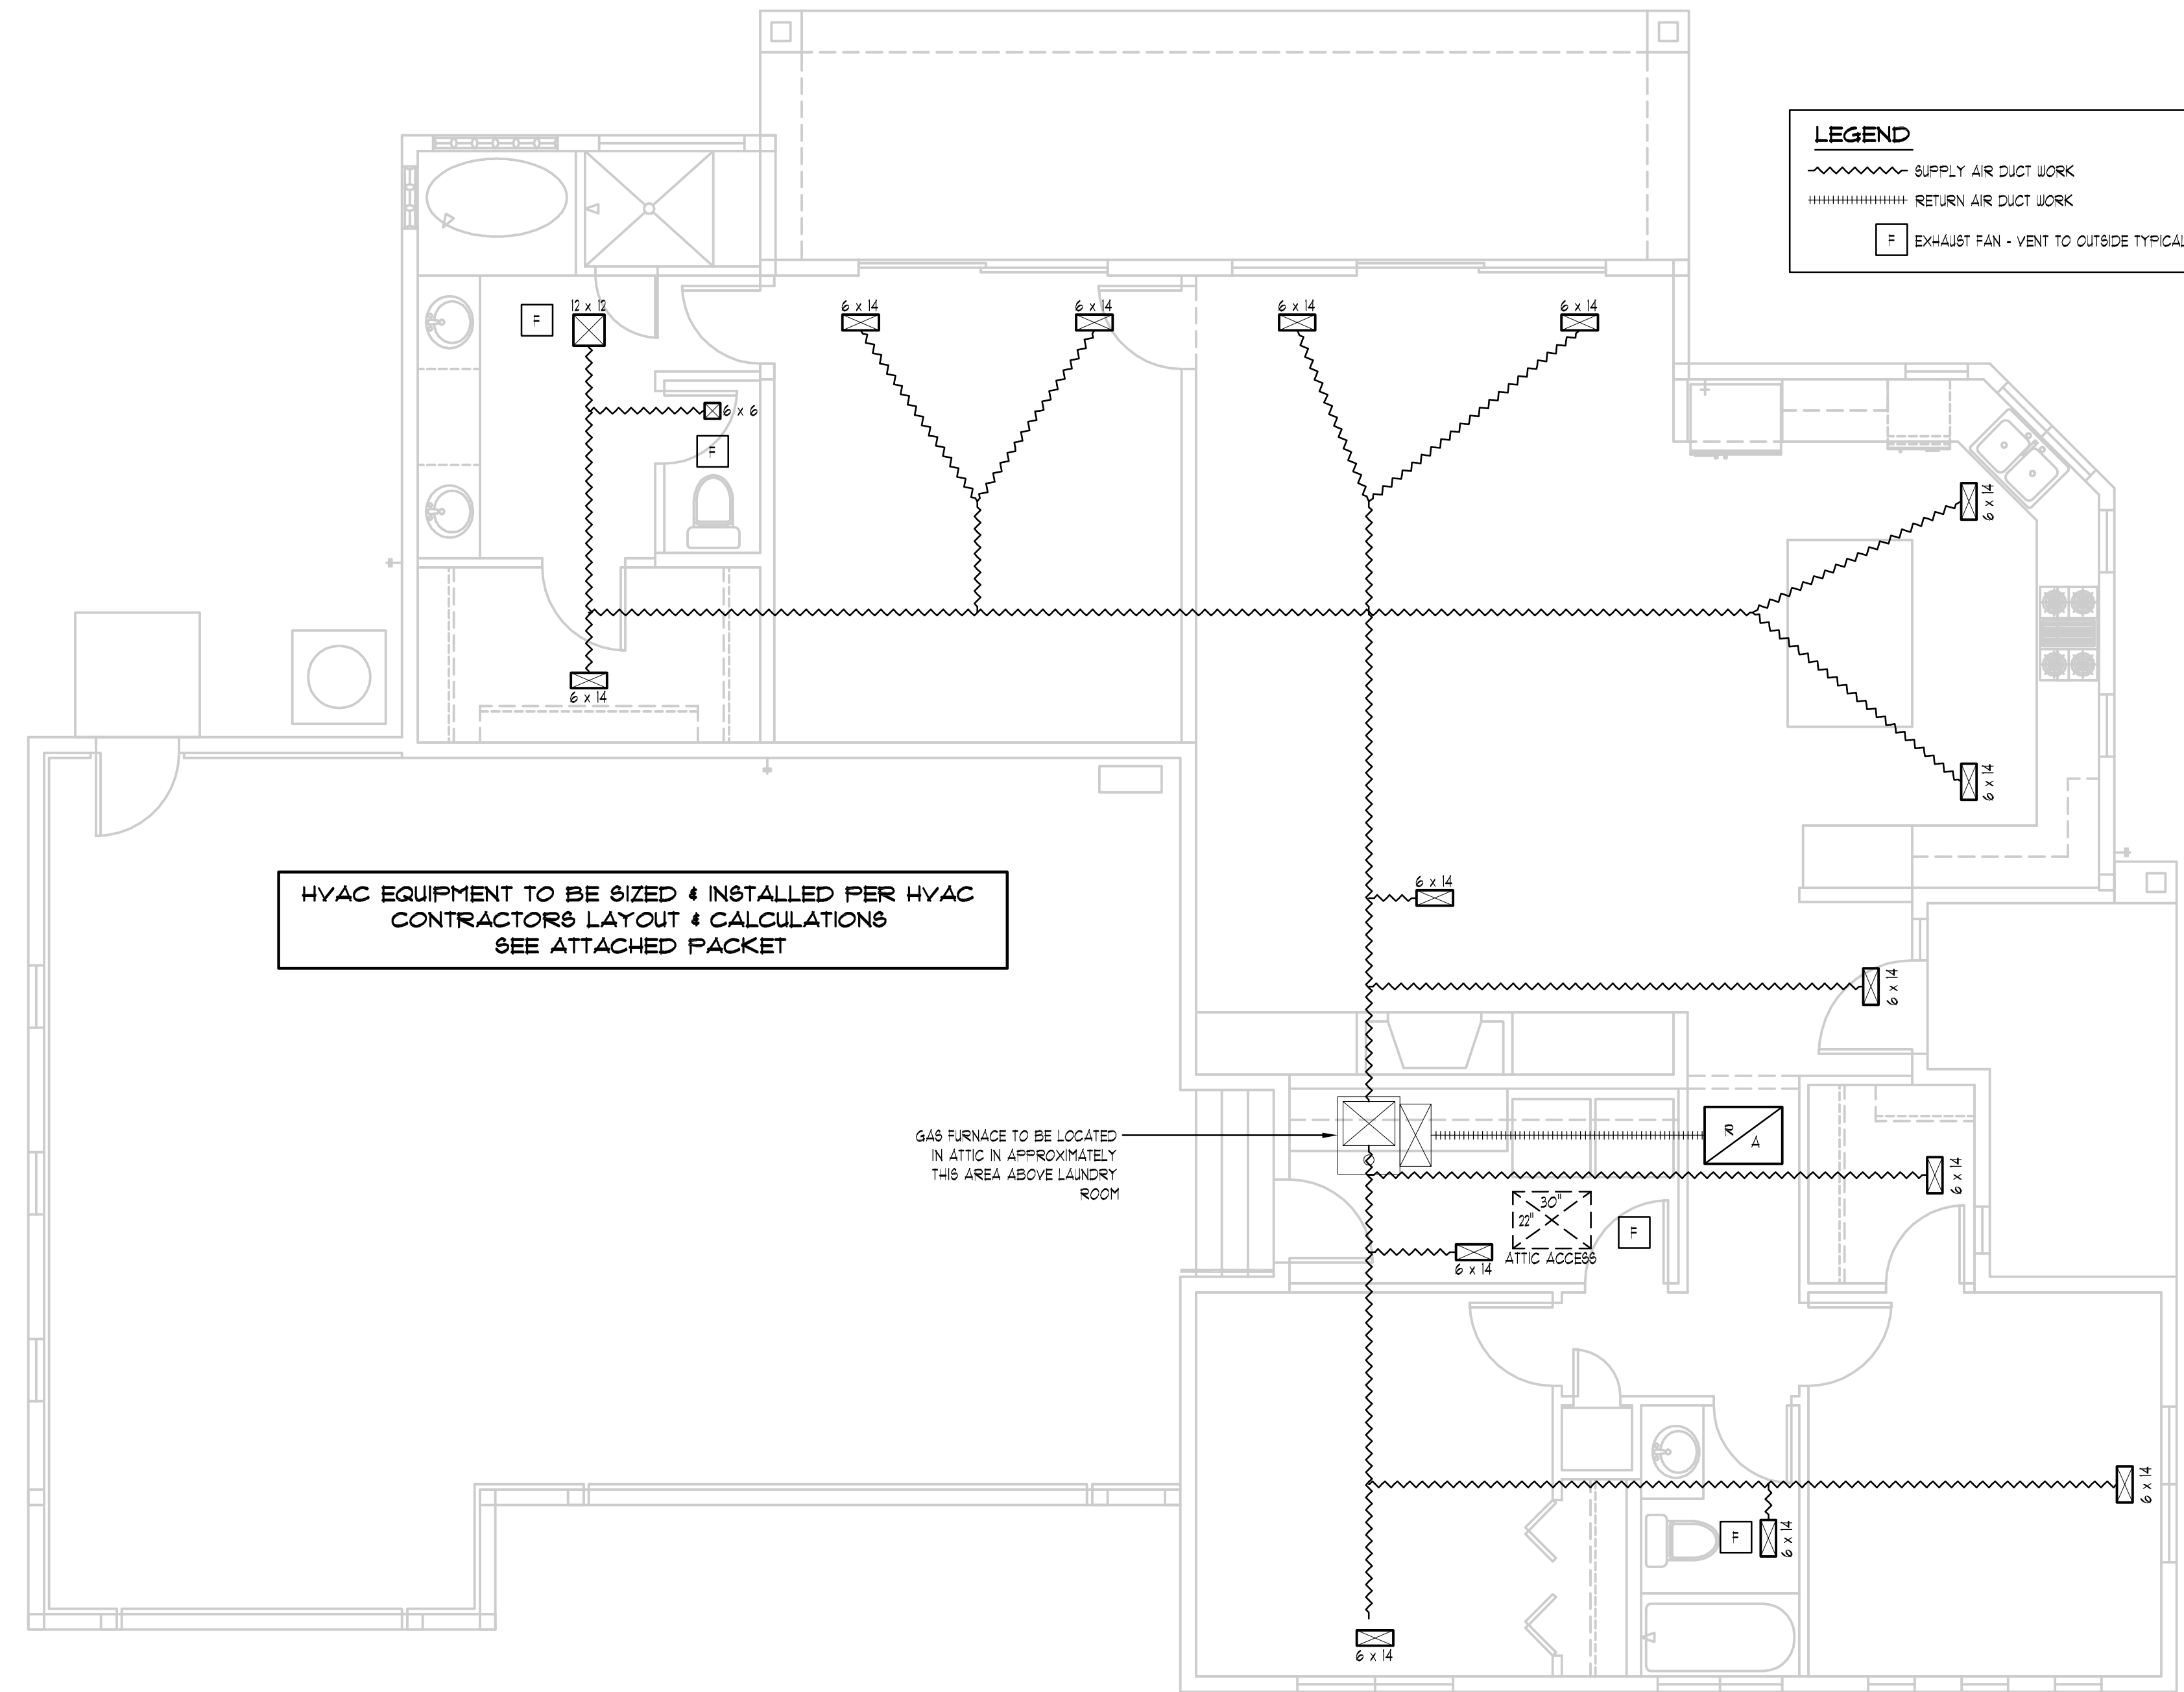 LEGEND
SUPPLY AIR DUCT WORK
RETURN AIR DUCT WORK
F EXHAUST FAN - VENT TO OUTSIDE TYPICAL
12 x 12
F
6 x 14
6 x 14
6 x 14
6 x 14
6 x 6
F
6 x 14
6 x 14
6 x 14
HVAC EQUIPMENT TO BE SIZED & INSTALLED PER HVAC
CONTRACTORS LAYOUT & CALCULATIONS
SEE ATTACHED PACKET
6 x 14
6 x 14
GAS FURNACE TO BE LOCATED
IN ATTIC IN APPROXIMATELY
THIS AREA ABOVE LAUNDRY
ROOM
R
A
6 x 14
30"
22"
ATTIC ACCESS
F
6 x 14
6 x 14
F
6 x 14
6 x 14